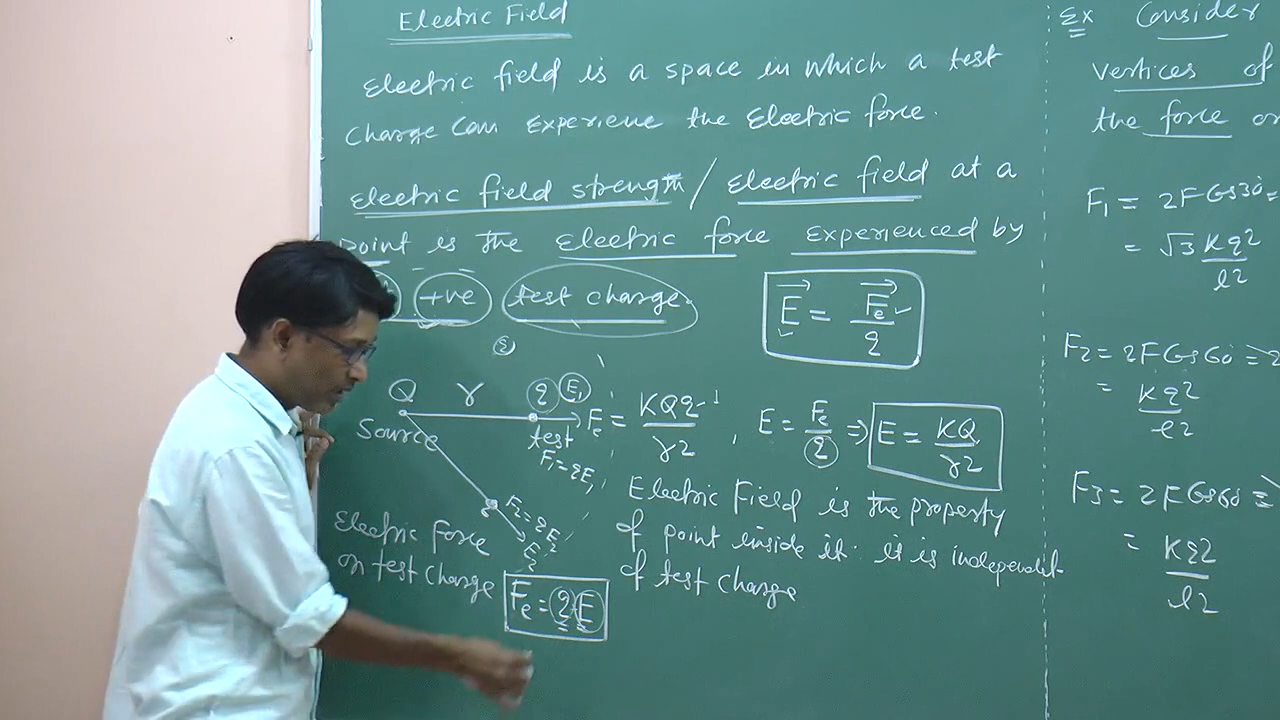 Electric Field
Electric field is a space in which a test
charge can experience the Electric force.
Electric field strength / Electric field at a
point is the Electric force experienced by
+ve test charge.
E = Fe/q
q
Q r q E1
Source test
Fe = KQq/r2 , E = Fe/q ⇒ E = KQ/r2
F1 = qE1
q F2 = qE2
E2
Electric Force
on test charge Fe = qE
Electric Field is the property
of point inside it. it is independent
of test charge
Ex Consider
vertices of
the force on
F1 = 2F Cos30 =
= √3 Kq2/l2
F2 = 2F Cos60 =
= Kq2/l2
F3 = 2F Cos60 =
= Kq2/l2